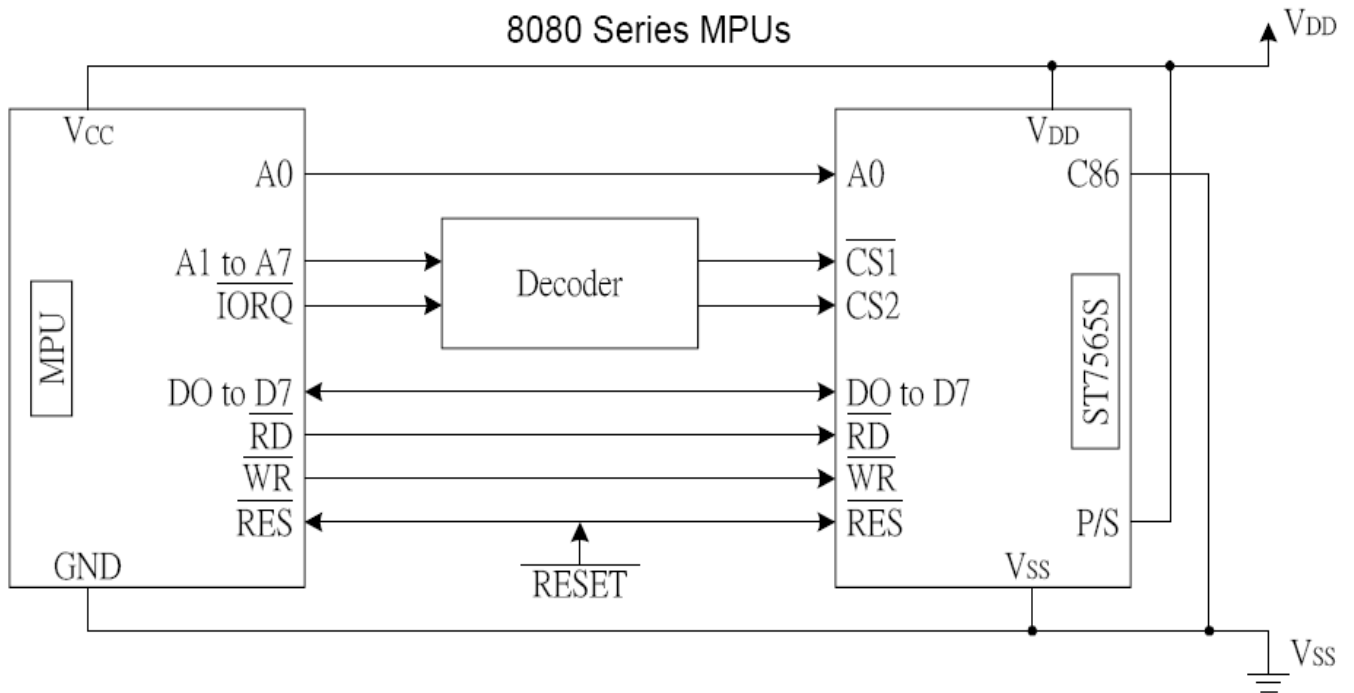 8080 Series MPUs
VDD
VCC
VDD
A0
A0
C86
A1 to A7
IORQ
Decoder
CS1
CS2
MPU
ST7565S
DO to D7
DO to D7
RD
RD
WR
WR
RES
RES
P/S
GND
RESET
VSS
VSS